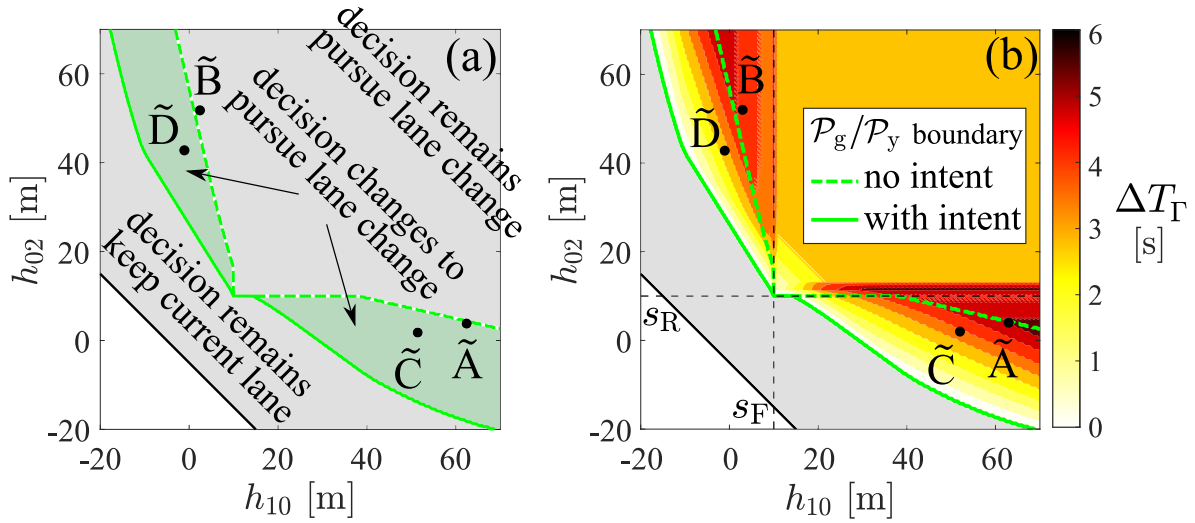 (a)
decision remains
pursue lane change
decision changes to
pursue lane change
decision remains
keep current lane
B̃
D̃
C̃
Ã
60
40
20
0
-20
-20 0 20 40 60
h₀₂ [m]
h₁₀ [m]
(b)
B̃
D̃
C̃
Ã
𝒫g/𝒫y boundary
no intent
with intent
sR
sF
60
40
20
0
-20
-20 0 20 40 60
h₀₂ [m]
h₁₀ [m]
6
5
4
3
2
1
0
ΔT_Γ
[s]